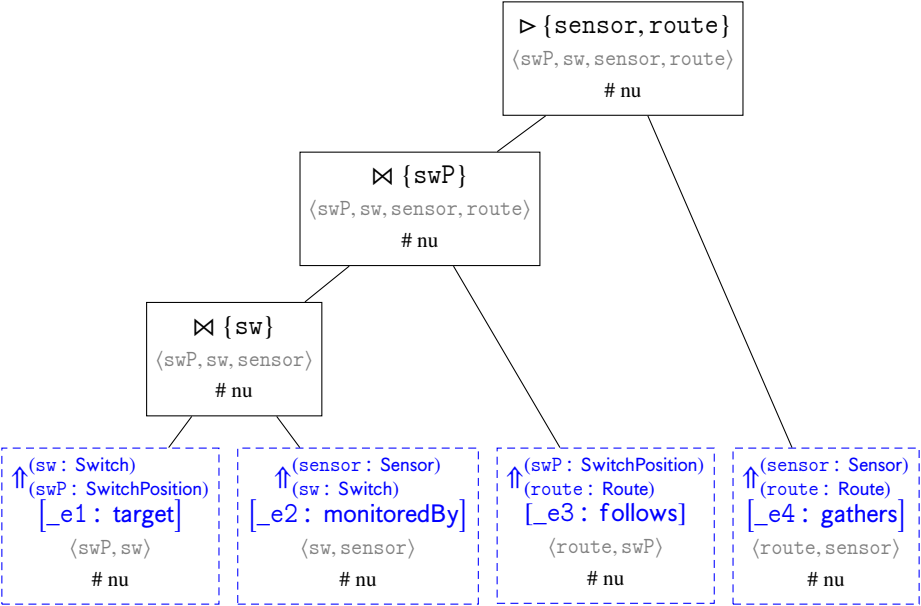 ▷ {sensor, route}
⟨swP, sw, sensor, route⟩
# nu
⋈ {swP}
⟨swP, sw, sensor, route⟩
# nu
⋈ {sw}
⟨swP, sw, sensor⟩
# nu
⇑(sw: Switch)
(swP: SwitchPosition)
[_e1: target]
⟨swP, sw⟩
# nu
⇑(sensor: Sensor)
(sw: Switch)
[_e2: monitoredBy]
⟨sw, sensor⟩
# nu
⇑(swP: SwitchPosition)
(route: Route)
[_e3: follows]
⟨route, swP⟩
# nu
⇑(sensor: Sensor)
(route: Route)
[_e4: gathers]
⟨route, sensor⟩
# nu